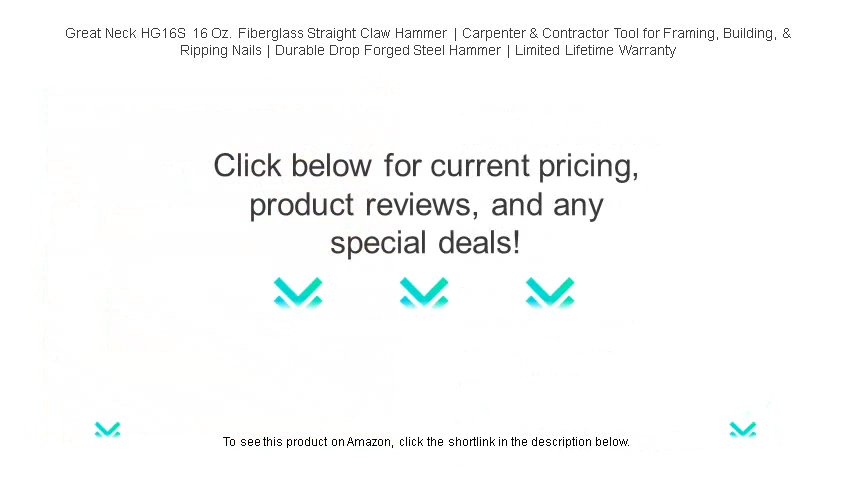 Great Neck HG16S 16 Oz. Fiberglass Straight Claw Hammer | Carpenter & Contractor Tool for Framing, Building, &
Ripping Nails | Durable Drop Forged Steel Hammer | Limited Lifetime Warranty
Click below for current pricing,
product reviews, and any
special deals!
To see this product on Amazon, click the shortlink in the description below.